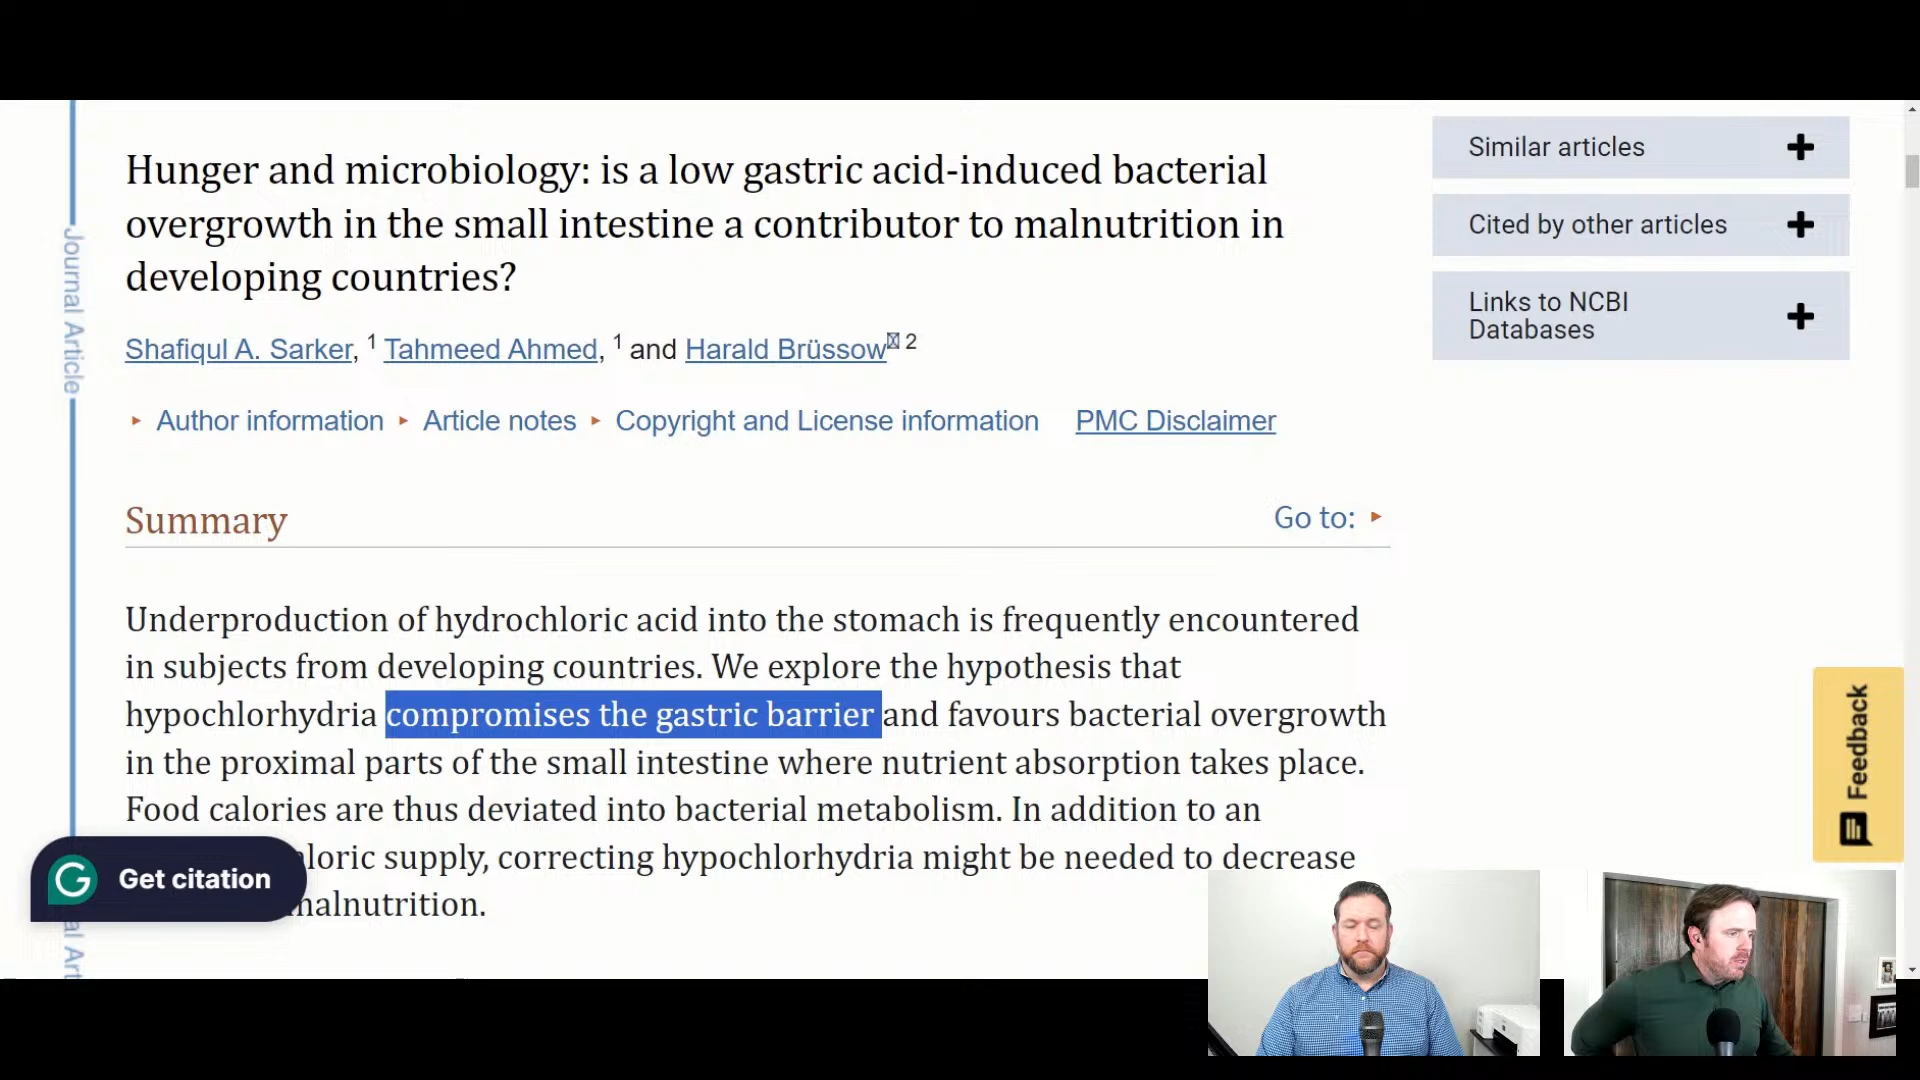 Hunger and microbiology: is a low gastric acid-induced bacterial
overgrowth in the small intestine a contributor to malnutrition in
developing countries?
Shafiqul A. Sarker, 1 Tahmeed Ahmed, 1 and Harald Brüssow 2
Author information Article notes Copyright and License information PMC Disclaimer
Summary
Go to:
Underproduction of hydrochloric acid into the stomach is frequently encountered
in subjects from developing countries. We explore the hypothesis that
hypochlorhydria compromises the gastric barrier and favours bacterial overgrowth
in the proximal parts of the small intestine where nutrient absorption takes place.
Food calories are thus deviated into bacterial metabolism. In addition to an
loric supply, correcting hypochlorhydria might be needed to decrease
malnutrition.
Similar articles
Cited by other articles
Links to NCBI
Databases
Journal Article
al Art
Get citation
Feedback